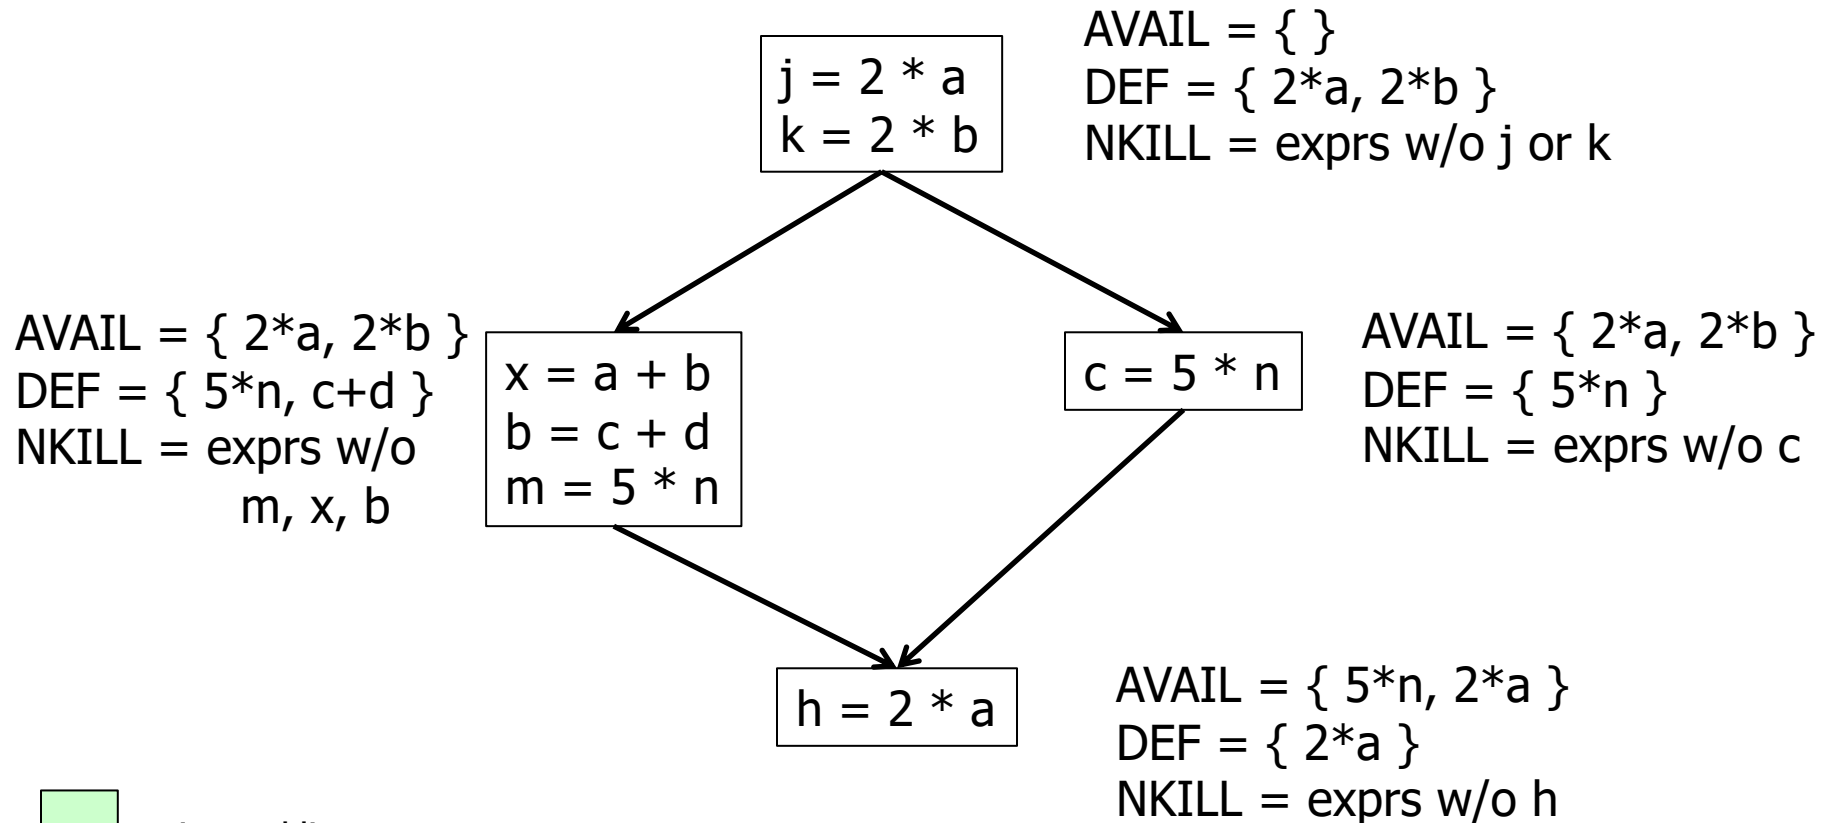 j = 2 * a
k = 2 * b
AVAIL = { }
DEF = { 2*a, 2*b }
NKILL = exprs w/o j or k
AVAIL = { 2*a, 2*b }
DEF = { 5*n, c+d }
NKILL = exprs w/o
m, x, b
x = a + b
b = c + d
m = 5 * n
c = 5 * n
AVAIL = { 2*a, 2*b }
DEF = { 5*n }
NKILL = exprs w/o c
h = 2 * a
AVAIL = { 5*n, 2*a }
DEF = { 2*a }
NKILL = exprs w/o h